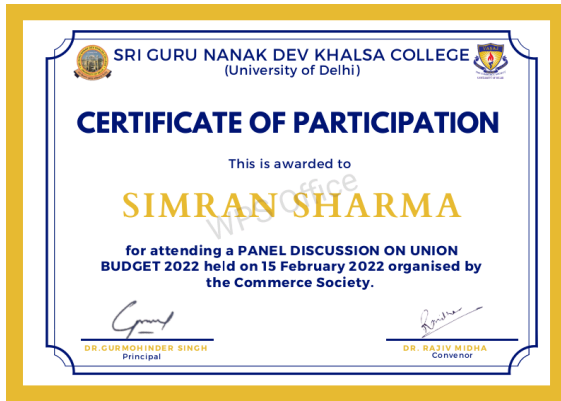 SRI GURU NANAK DEV KHALSA COLLEGE
(University of Delhi)
CERTIFICATE OF PARTICIPATION
This is awarded to
SIMRAN SHARMA
WPS Office
for attending a PANEL DISCUSSION ON UNION
BUDGET 2022 held on 15 February 2022 organised by
the Commerce Society.
DR.GURMOHINDER SINGH
Principal
DR. RAJIV MIDHA
Convenor